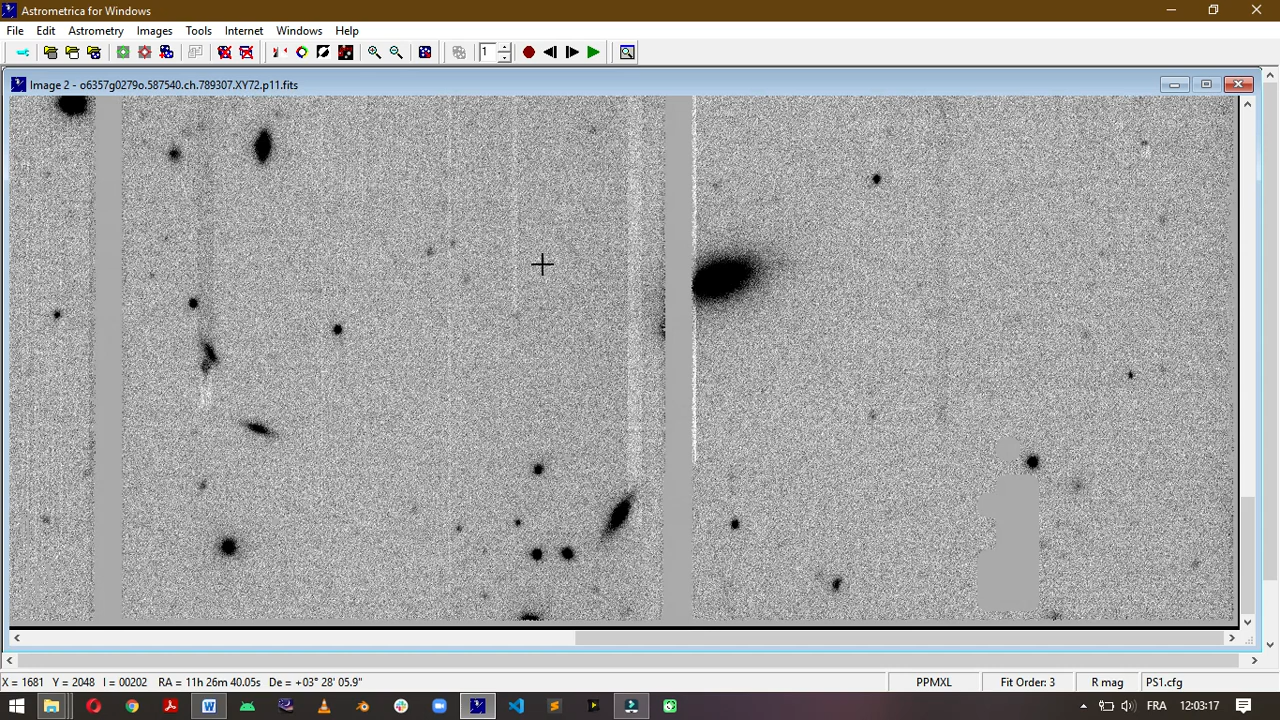 Astrometrica for Windows
File Edit Astrometry Images Tools Internet Windows Help
1
Image 2 - o6357g0279o.587540.ch.789307.XY72.p11.fits
X = 1681 Y = 2048 I = 00202 RA = 11h 26m 40.05s De = +03° 28' 05.9" PPMXL Fit Order: 3 R mag PS1.cfg
FRA 12:03:17